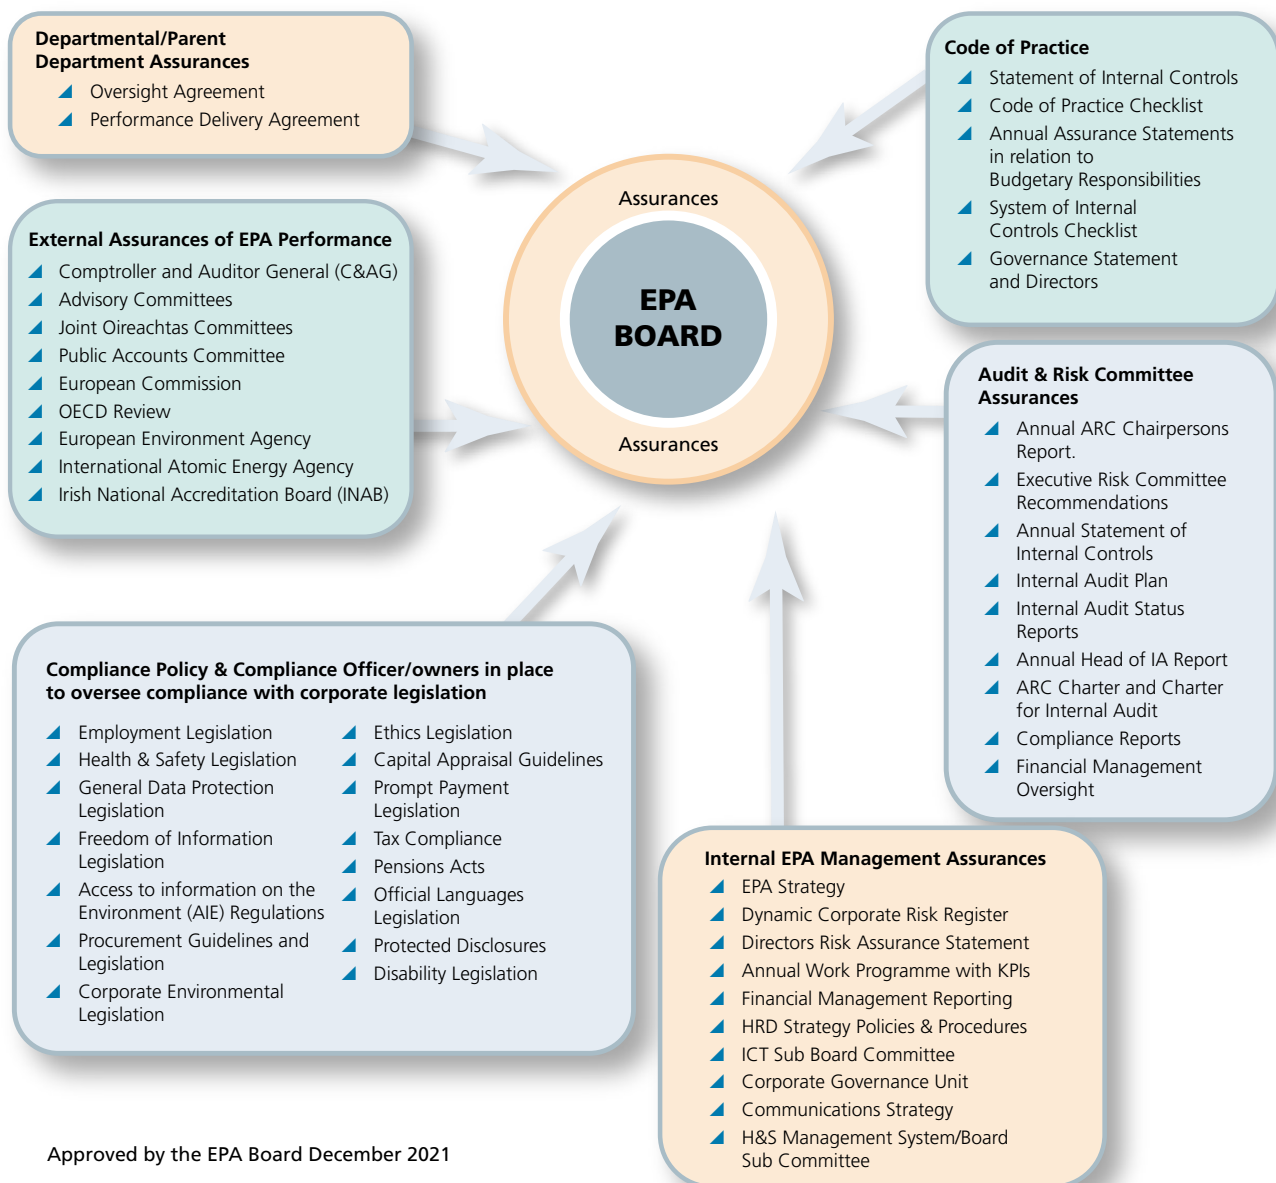 Departmental/Parent
Department Assurances
Oversight Agreement
Performance Delivery Agreement
Code of Practice
Statement of Internal Controls
Code of Practice Checklist
Annual Assurance Statements
in relation to
Budgetary Responsibilities
System of Internal
Controls Checklist
Governance Statement
and Directors
External Assurances of EPA Performance
Comptroller and Auditor General (C&AG)
Advisory Committees
Joint Oireachtas Committees
Public Accounts Committee
European Commission
OECD Review
European Environment Agency
International Atomic Energy Agency
Irish National Accreditation Board (INAB)
Assurances
EPA
BOARD
Assurances
Audit & Risk Committee
Assurances
Annual ARC Chairpersons
Report.
Executive Risk Committee
Recommendations
Annual Statement of
Internal Controls
Internal Audit Plan
Internal Audit Status
Reports
Annual Head of IA Report
ARC Charter and Charter
for Internal Audit
Compliance Reports
Financial Management
Oversight
Compliance Policy & Compliance Officer/owners in place
to oversee compliance with corporate legislation
Employment Legislation
Health & Safety Legislation
General Data Protection
Legislation
Freedom of Information
Legislation
Access to information on the
Environment (AIE) Regulations
Procurement Guidelines and
Legislation
Corporate Environmental
Legislation
Ethics Legislation
Capital Appraisal Guidelines
Prompt Payment
Legislation
Tax Compliance
Pensions Acts
Official Languages
Legislation
Protected Disclosures
Disability Legislation
Internal EPA Management Assurances
EPA Strategy
Dynamic Corporate Risk Register
Directors Risk Assurance Statement
Annual Work Programme with KPIs
Financial Management Reporting
HRD Strategy Policies & Procedures
ICT Sub Board Committee
Corporate Governance Unit
Communications Strategy
H&S Management System/Board
Sub Committee
Approved by the EPA Board December 2021